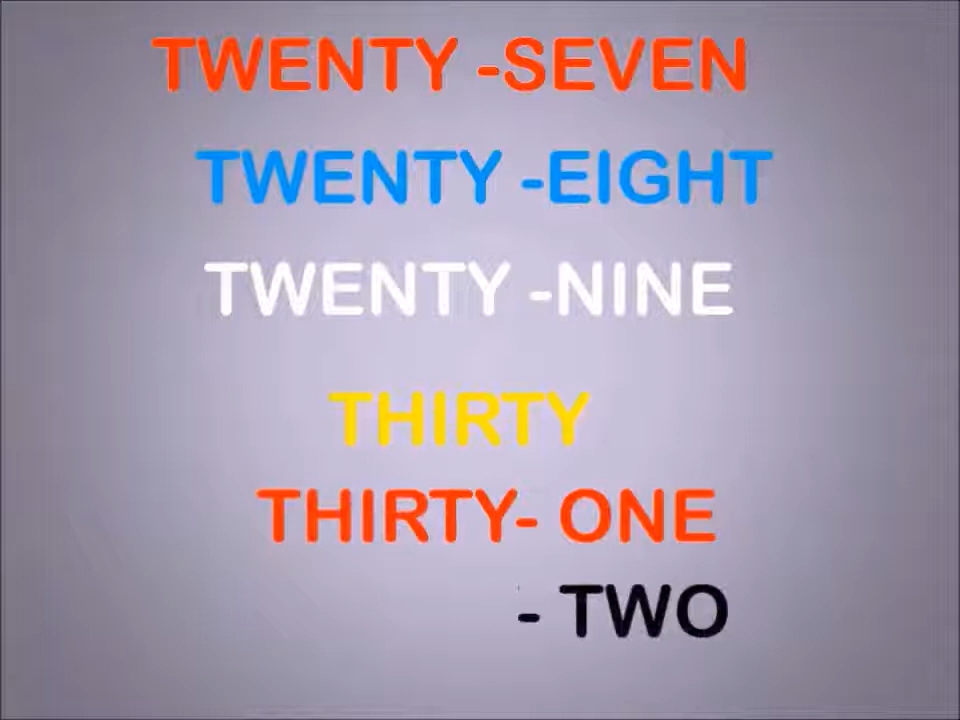 TWENTY -SEVEN
TWENTY -EIGHT
TWENTY -NINE
THIRTY
THIRTY- ONE
- TWO